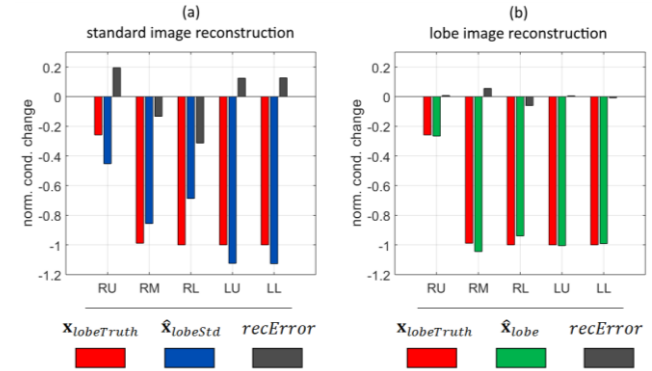 (a)
standard image reconstruction
norm. cond. change
0.2
0
-0.2
-0.4
-0.6
-0.8
-1
-1.2
RU RM RL LU LL
𝐱_lobeTruth 𝐱̂_lobeStd recError
(b)
lobe image reconstruction
norm. cond. change
0.2
0
-0.2
-0.4
-0.6
-0.8
-1
-1.2
RU RM RL LU LL
𝐱_lobeTruth 𝐱̂_lobe recError